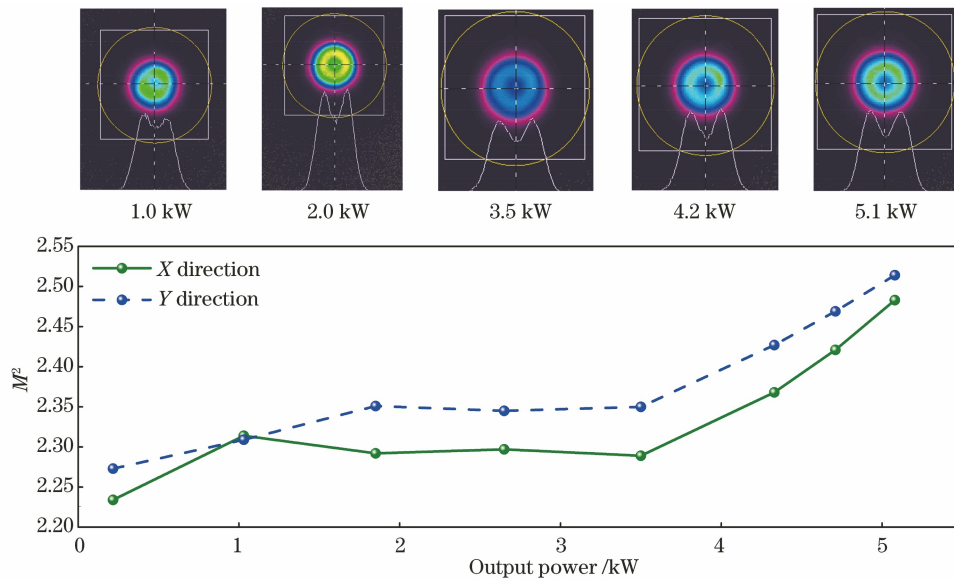 1.0 kW
2.0 kW
3.5 kW
4.2 kW
5.1 kW
2.55
2.50
2.45
2.40
2.35
2.30
2.25
2.20
M²
X direction
Y direction
0
1
2
3
4
5
Output power /kW